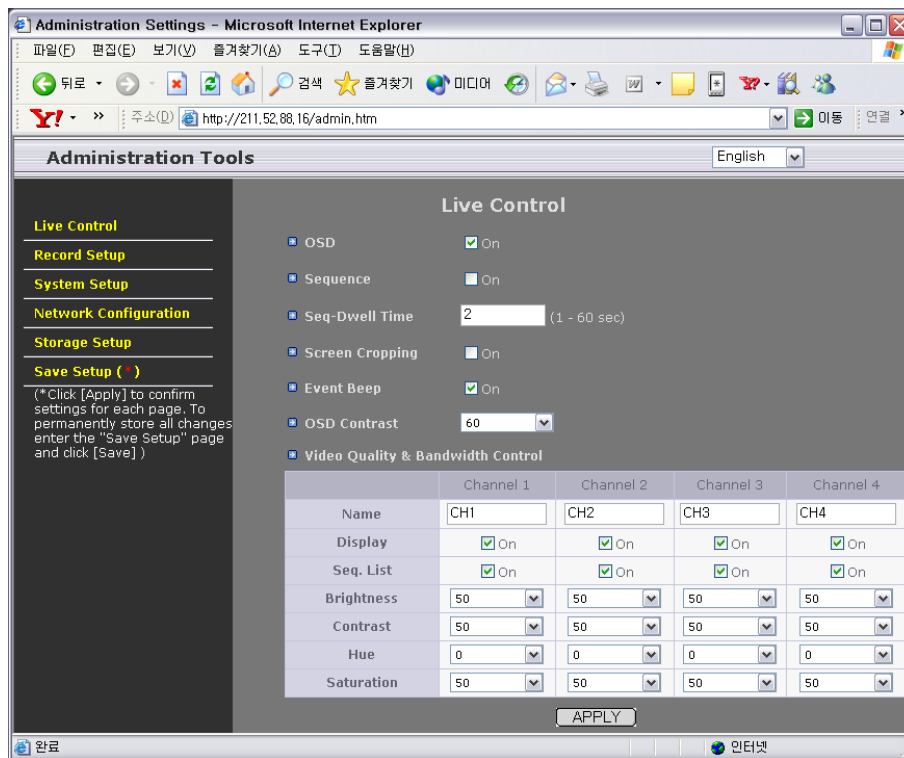 Administration Settings - Microsoft Internet Explorer
파일(F) 편집(E) 보기(V) 즐겨찾기(A) 도구(T) 도움말(H)
뒤로 검색 즐겨찾기 미디어
Y! » 주소(D) http://211,52,88,16/admin,htm 이동 연결 »
Administration Tools English
Live Control
Record Setup
System Setup
Network Configuration
Storage Setup
Save Setup ( * )
(*Click [Apply] to confirm
settings for each page. To
permanently store all changes
enter the "Save Setup" page
and click [Save] )
Live Control
OSD On
Sequence On
Seq-Dwell Time 2 (1 - 60 sec)
Screen Cropping On
Event Beep On
OSD Contrast 60
Video Quality & Bandwidth Control
Channel 1 Channel 2 Channel 3 Channel 4
Name CH1 CH2 CH3 CH4
Display On On On On
Seq. List On On On On
Brightness 50 50 50 50
Contrast 50 50 50 50
Hue 0 0 0 0
Saturation 50 50 50 50
APPLY
완료 인터넷